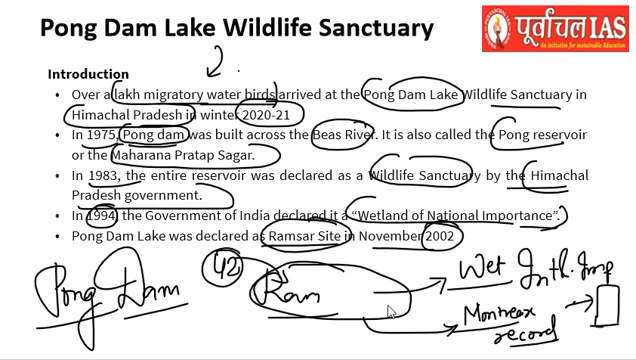 Pong Dam Lake Wildlife Sanctuary
पूर्वांचल IAS
An initiative for sustainable Education
Introduction
• Over a lakh migratory water birds arrived at the Pong Dam Lake Wildlife Sanctuary in
Himachal Pradesh in winter 2020-21
• In 1975, Pong dam was built across the Beas River. It is also called the Pong reservoir
or the Maharana Pratap Sagar.
• In 1983, the entire reservoir was declared as a Wildlife Sanctuary by the Himachal
Pradesh government.
• In 1994, the Government of India declared it a “Wetland of National Importance”.
• Pong Dam Lake was declared as Ramsar Site in November 2002
Pong Dam
42
Ram
Wet Intn. Imp
Montreax
record